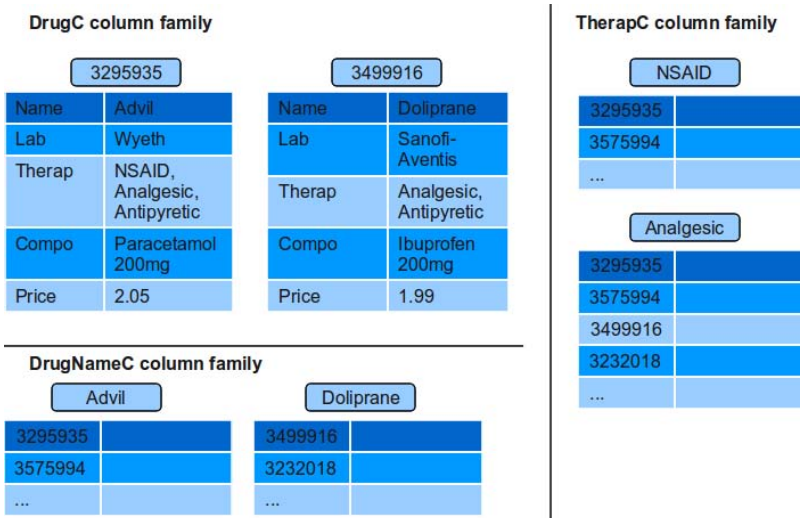 DrugC column family
3295935
Name Advil
Lab Wyeth
Therap NSAID,
Analgesic,
Antipyretic
Compo Paracetamol
200mg
Price 2.05
3499916
Name Doliprane
Lab Sanofi-
Aventis
Therap Analgesic,
Antipyretic
Compo Ibuprofen
200mg
Price 1.99
DrugNameC column family
Advil
3295935
3575994
...
Doliprane
3499916
3232018
...
TherapC column family
NSAID
3295935
3575994
...
Analgesic
3295935
3575994
3499916
3232018
...